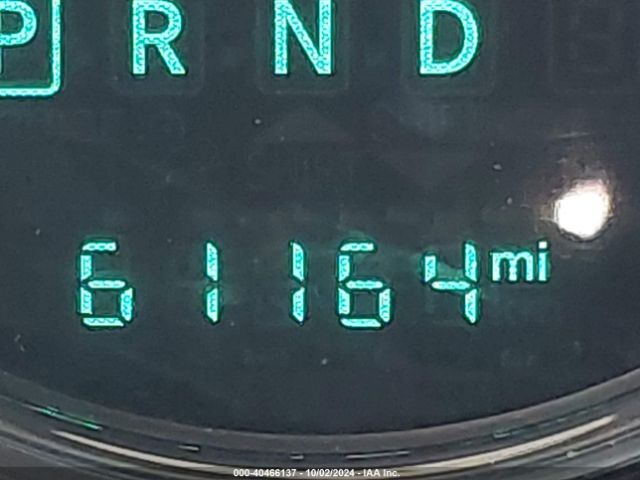 P R N D
61164 mi
000-40466137 - 10/02/2024 - IAA Inc.